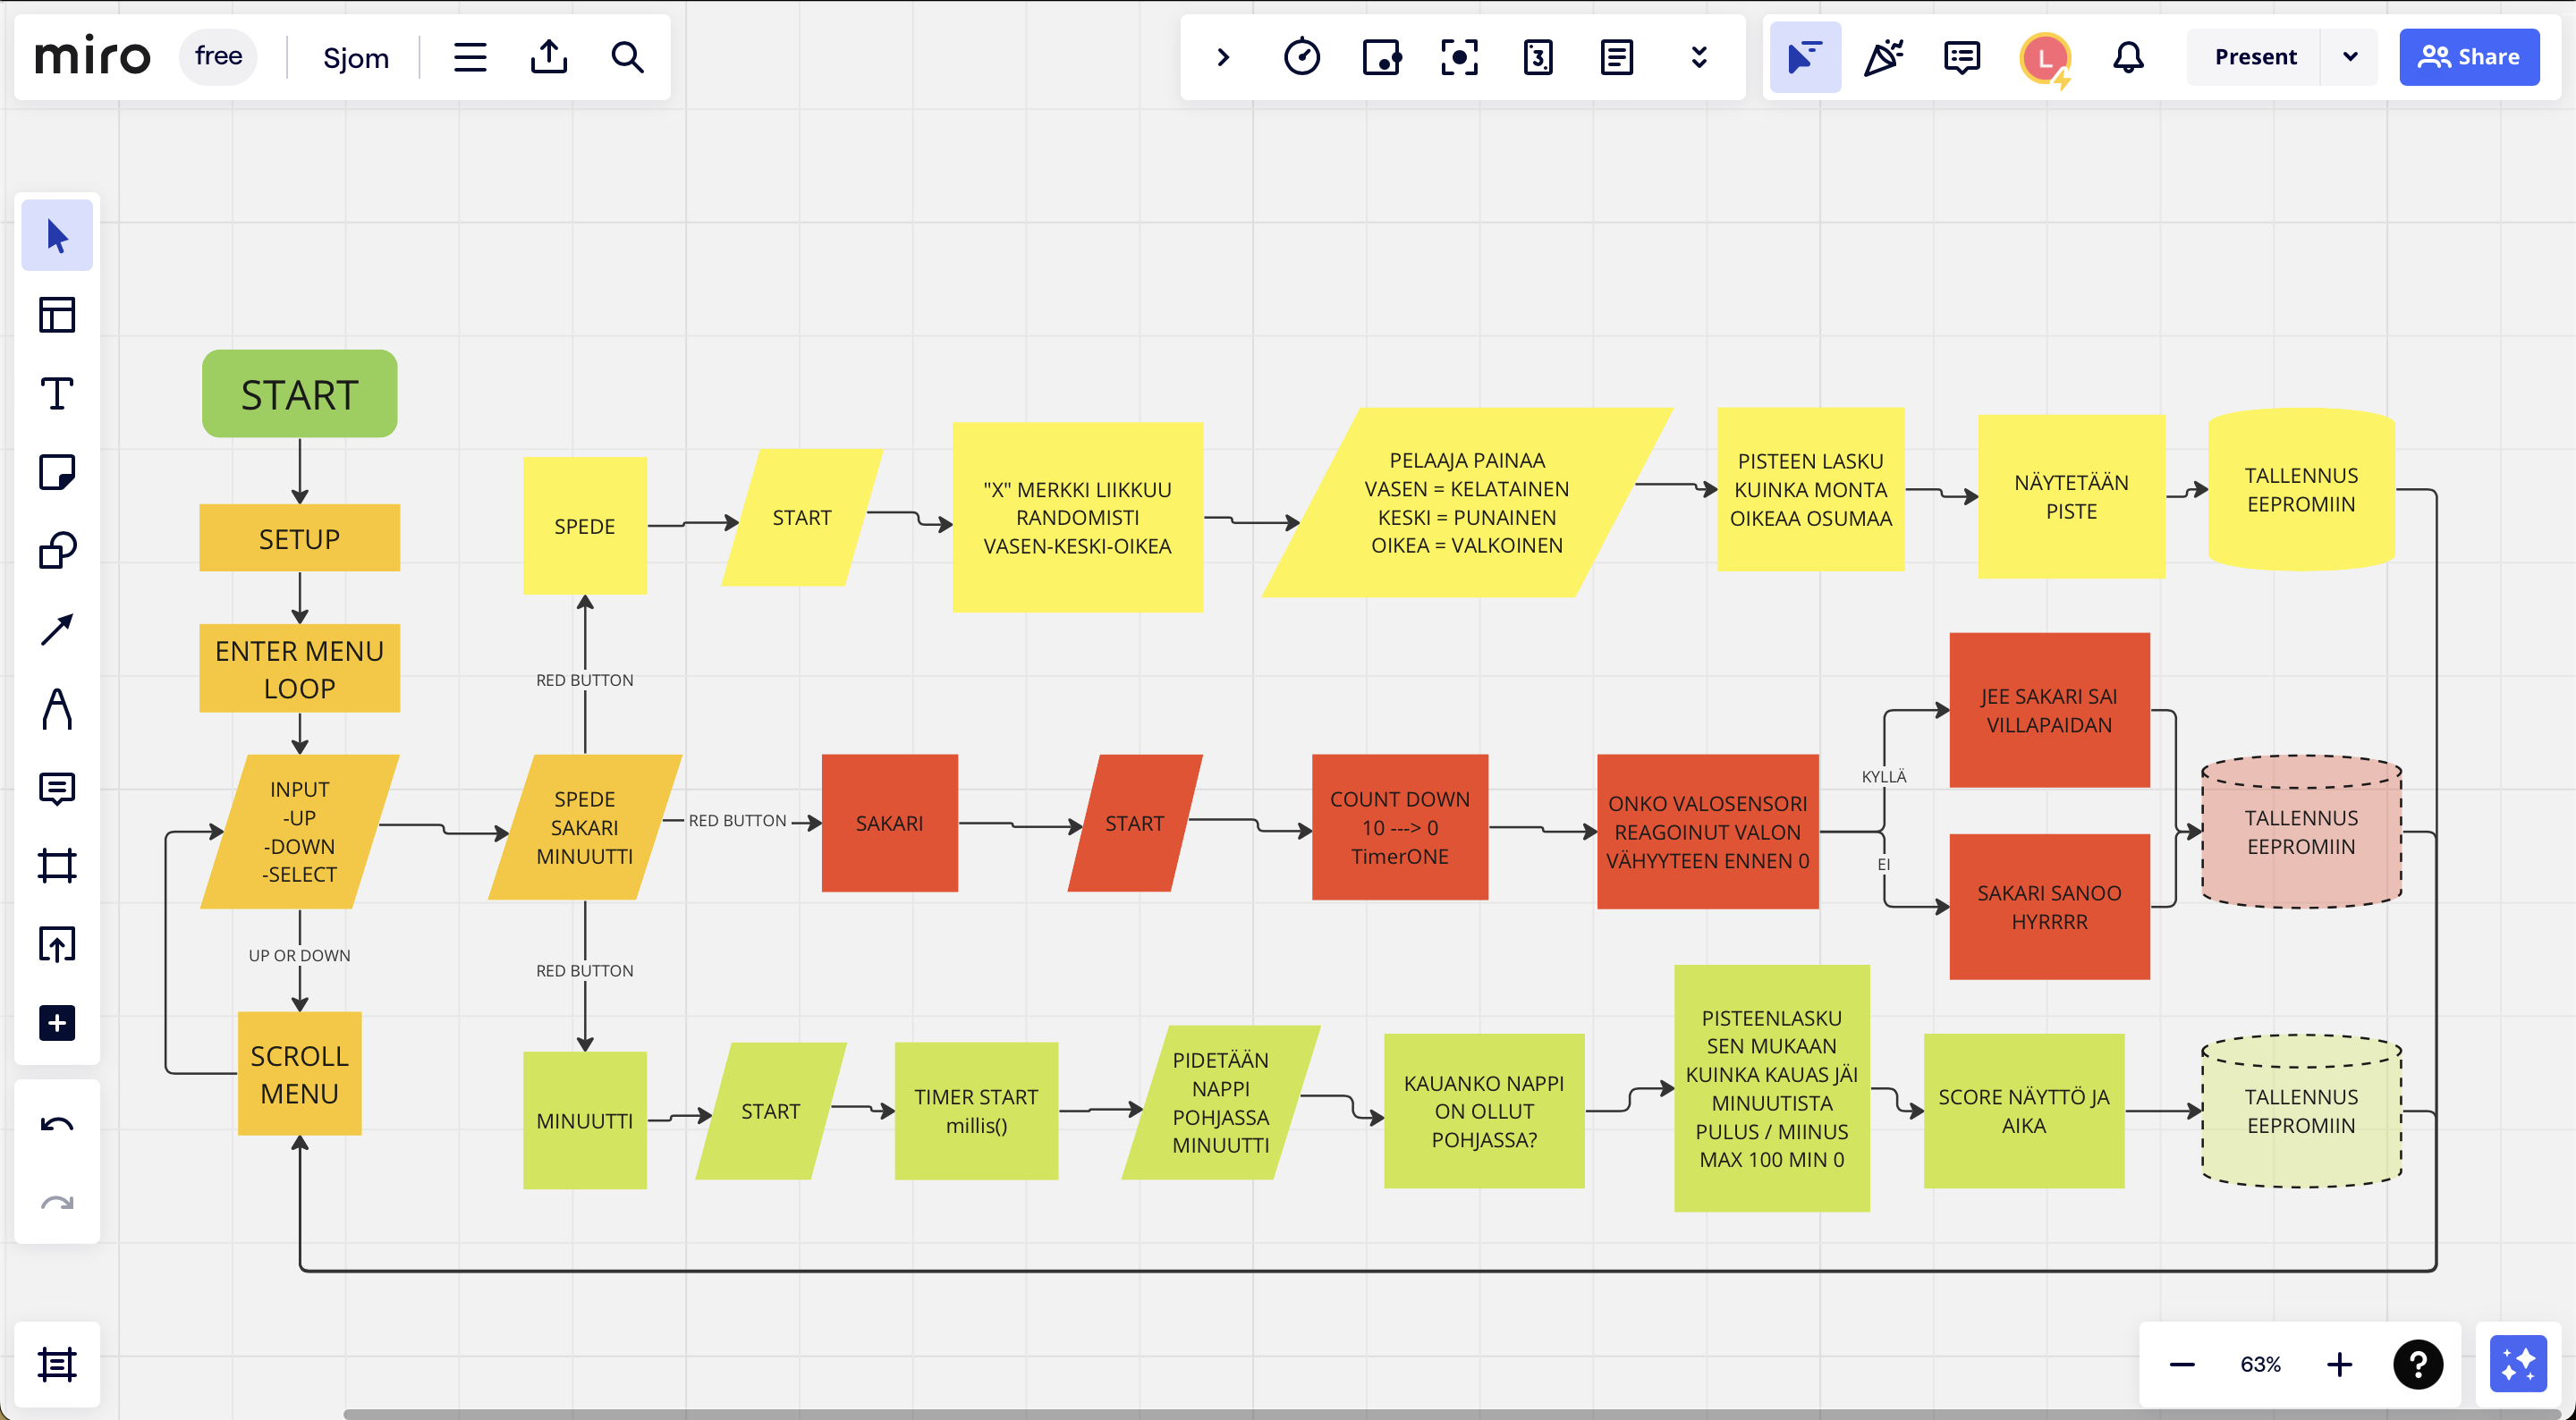 miro
free
Sjom
3
L
Present
Share
START
SETUP
ENTER MENU
LOOP
INPUT
-UP
-DOWN
-SELECT
UP OR DOWN
SCROLL
MENU
SPEDE
SAKARI
MINUUTTI
RED BUTTON
SPEDE
START
"X" MERKKI LIIKKUU
RANDOMISTI
VASEN-KESKI-OIKEA
PELAAJA PAINAA
VASEN = KELATAINEN
KESKI = PUNAINEN
OIKEA = VALKOINEN
PISTEEN LASKU
KUINKA MONTA
OIKEAA OSUMAA
NÄYTETÄÄN
PISTE
TALLENNUS
EEPROMIIN
RED BUTTON
SAKARI
START
COUNT DOWN
10 ---> 0
TimerONE
ONKO VALOSENSORI
REAGOINUT VALON
VÄHYYTEEN ENNEN 0
KYLLÄ
JEE SAKARI SAI
VILLAPAIDAN
EI
SAKARI SANOO
HYRRRR
TALLENNUS
EEPROMIIN
RED BUTTON
MINUUTTI
START
TIMER START
millis()
PIDETÄÄN
NAPPI
POHJASSA
MINUUTTI
KAUANKO NAPPI
ON OLLUT
POHJASSA?
PISTEENLASKU
SEN MUKAAN
KUINKA KAUAS JÄI
MINUUTISTA
PULUS / MIINUS
MAX 100 MIN 0
SCORE NÄYTTÖ JA
AIKA
TALLENNUS
EEPROMIIN
63%
?